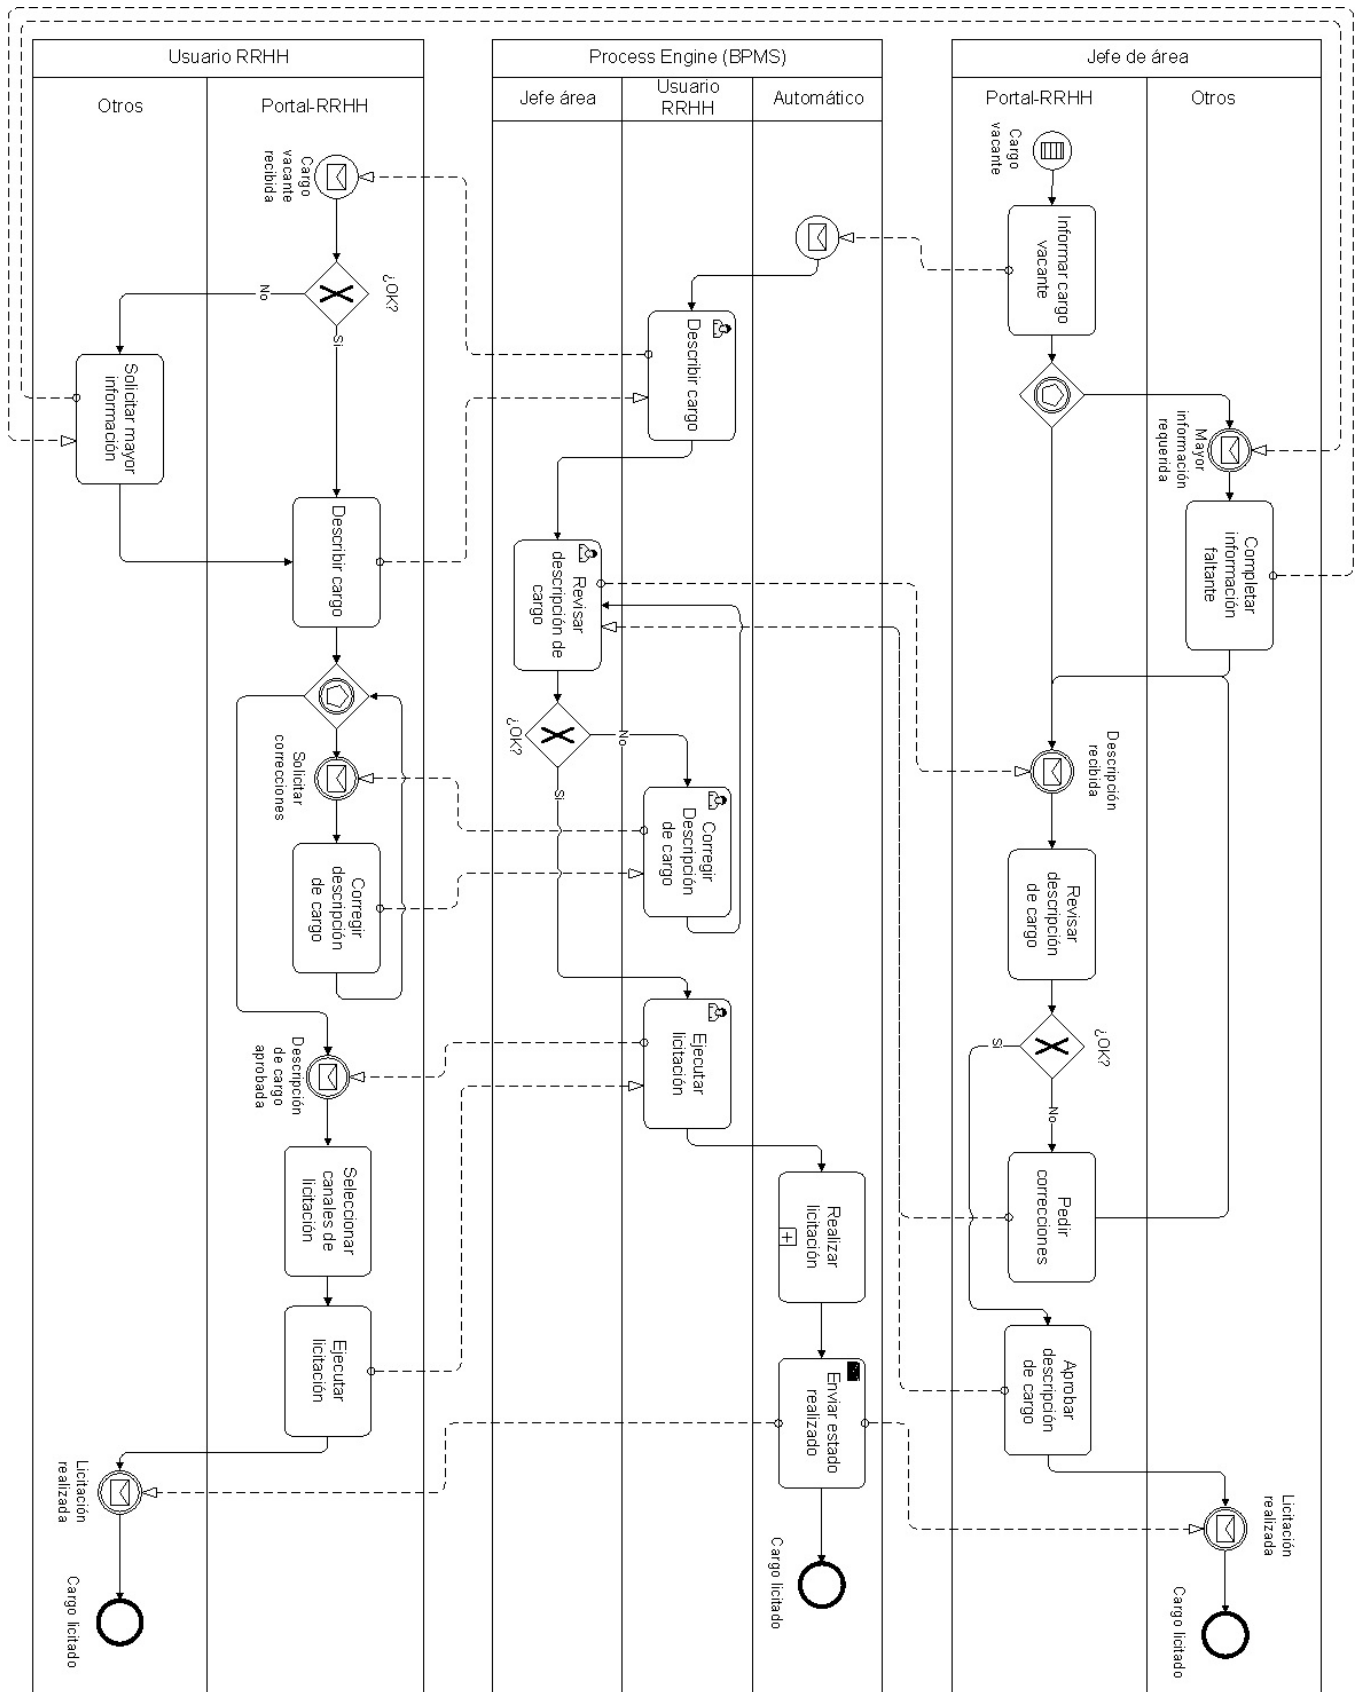 Usuario RRHH
Process Engine (BPMS)
Jefe de área
Otros
Portal-RRHH
Jefe área
Usuario
RRHH
Automático
Portal-RRHH
Otros
Cargo
vacante
Cargo
vacante
recibida
Informar cargo
vacante
¿OK?
No
Si
Describir cargo
Solicitar mayor
información
Mayor
información
requerida
Describir cargo
Revisar
descripción de
cargo
Completar
información
faltante
¿OK?
No
Si
Solicitar
correcciones
Descripción
recibida
Corregir
Descripción
de cargo
Corregir
descripción
de cargo
Revisar
descripción
de cargo
Ejecutar
licitación
Descripción
de cargo
aprobada
¿OK?
Si
No
Seleccionar
canales de
licitación
Realizar
licitación
Pedir
correcciones
Ejecutar
licitación
Enviar estado
realizado
Aprobar
descripción
de cargo
Licitación
realizada
Licitación
realizada
Cargo licitado
Cargo licitado
Cargo licitado